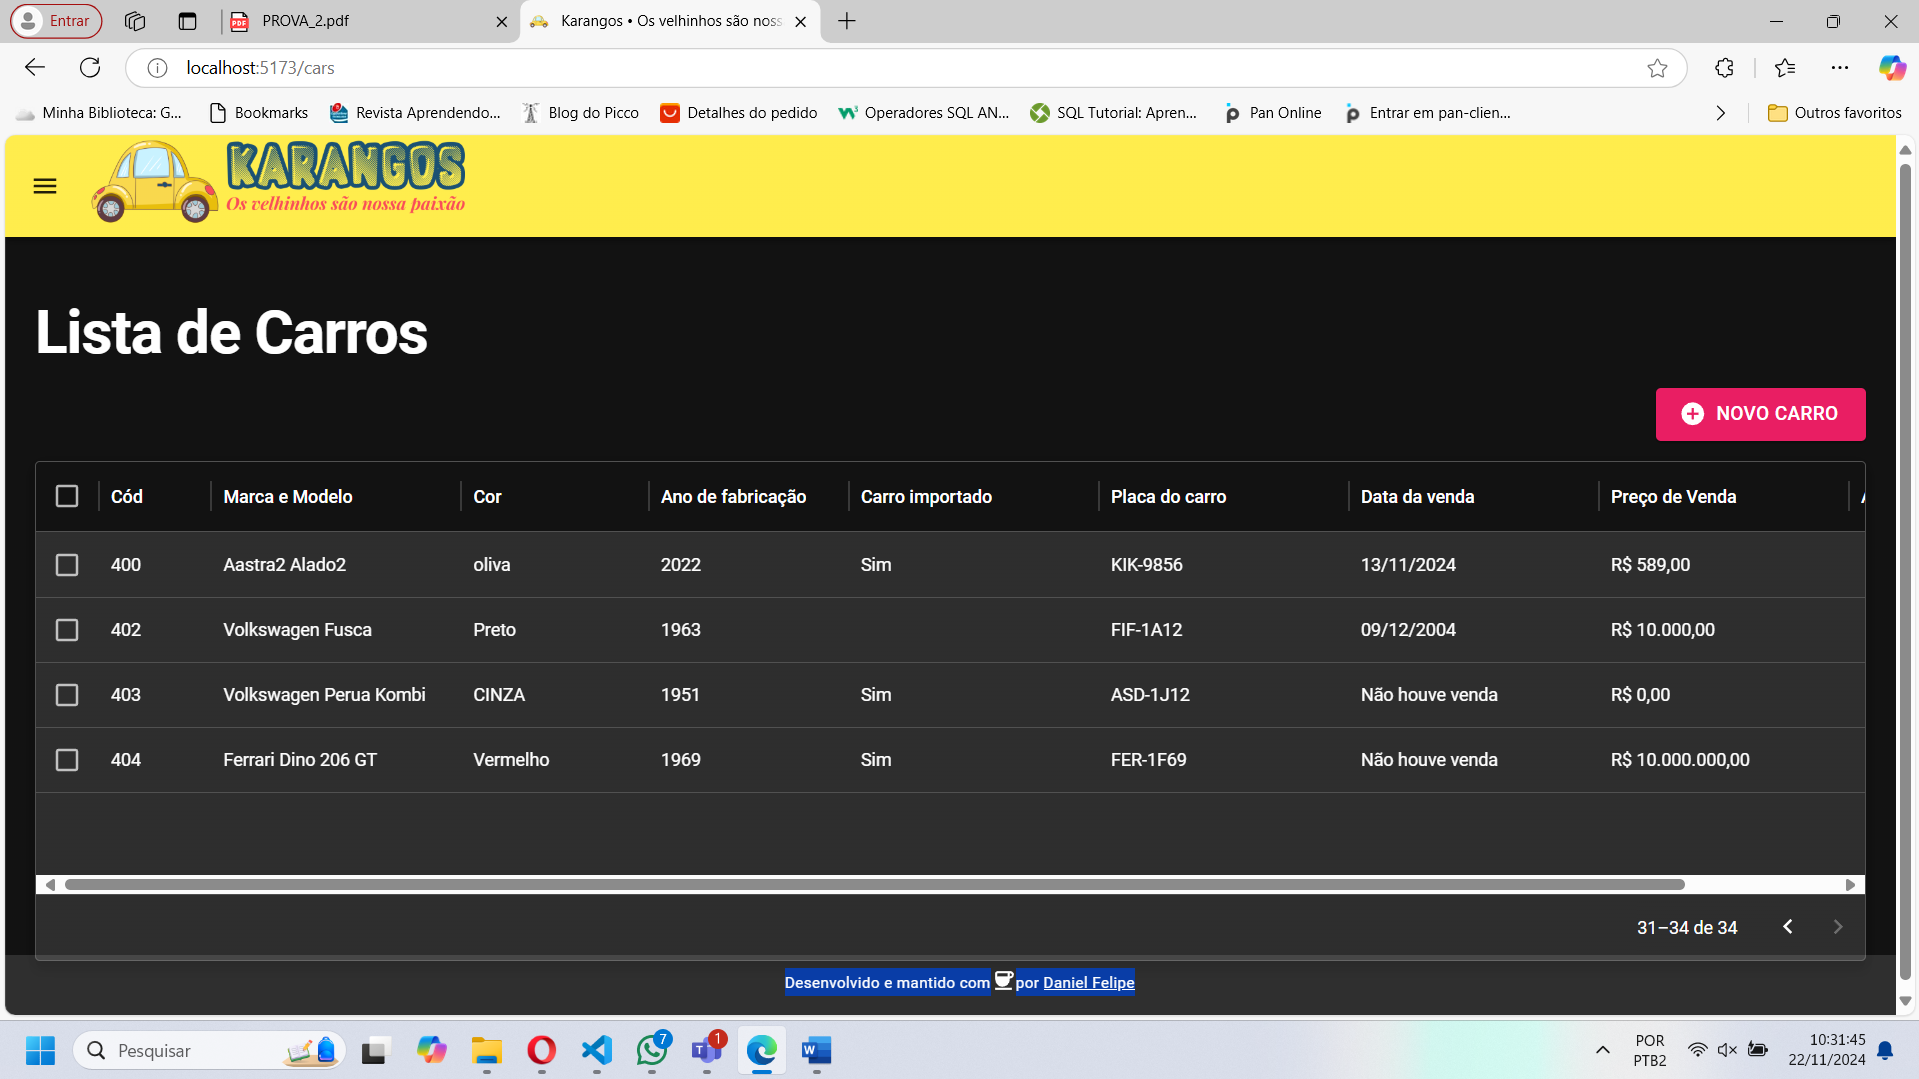 Entrar
PROVA_2.pdf
Karangos • Os velhinhos são noss
localhost:5173/cars
Minha Biblioteca: G...
Bookmarks
Revista Aprendendo...
Blog do Picco
Detalhes do pedido
Operadores SQL AN...
SQL Tutorial: Apren...
Pan Online
Entrar em pan-clien...
Outros favoritos
KARANGOS
Os velhinhos são nossa paixão
Lista de Carros
NOVO CARRO
Cód Marca e Modelo Cor Ano de fabricação Carro importado Placa do carro Data da venda Preço de Venda
400 Aastra2 Alado2 oliva 2022 Sim KIK-9856 13/11/2024 R$ 589,00
402 Volkswagen Fusca Preto 1963 FIF-1A12 09/12/2004 R$ 10.000,00
403 Volkswagen Perua Kombi CINZA 1951 Sim ASD-1J12 Não houve venda R$ 0,00
404 Ferrari Dino 206 GT Vermelho 1969 Sim FER-1F69 Não houve venda R$ 10.000.000,00
31–34 de 34
Desenvolvido e mantido com por Daniel Felipe
Pesquisar
7
1
POR
PTB2
10:31:45
22/11/2024